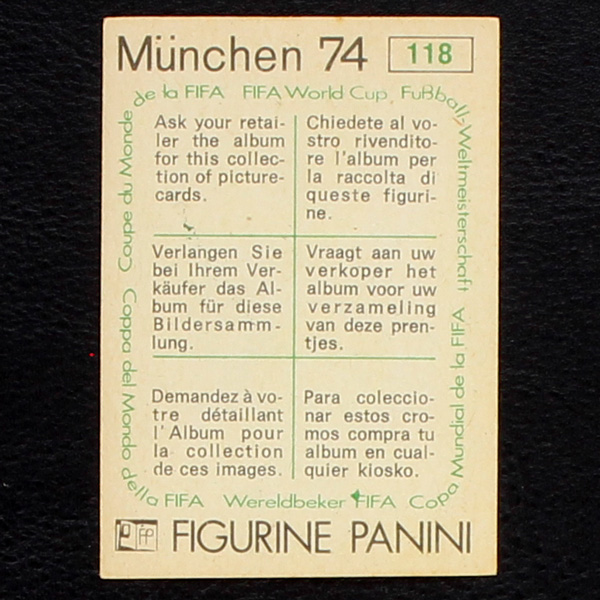 München 74 118
de la FIFA FIFA World Cup Fußball-Weltmeisterschaft
Coupe du Monde
Ask your retai-
ler the album
for this collec-
tion of picture-
cards.
Chiedete al vo-
stro rivendito-
re l'album per
la raccolta di
queste figuri-
ne.
Verlangen Sie
bei Ihrem Ver-
käufer das Al-
bum für diese
Bildersamm-
lung.
Vraagt aan uw
verkoper het
album voor uw
verzameling
van deze pren-
tjes.
Demandez à vo-
tre détaillant
l'Album pour
la collection
de ces images.
Para coleccio-
nar estos cro-
mos compra tu
album en cual-
quier kiosko.
Coppa del Mondo della FIFA
Wereldbeker FIFA
Copa Mundial de la FIFA
FP FIGURINE PANINI